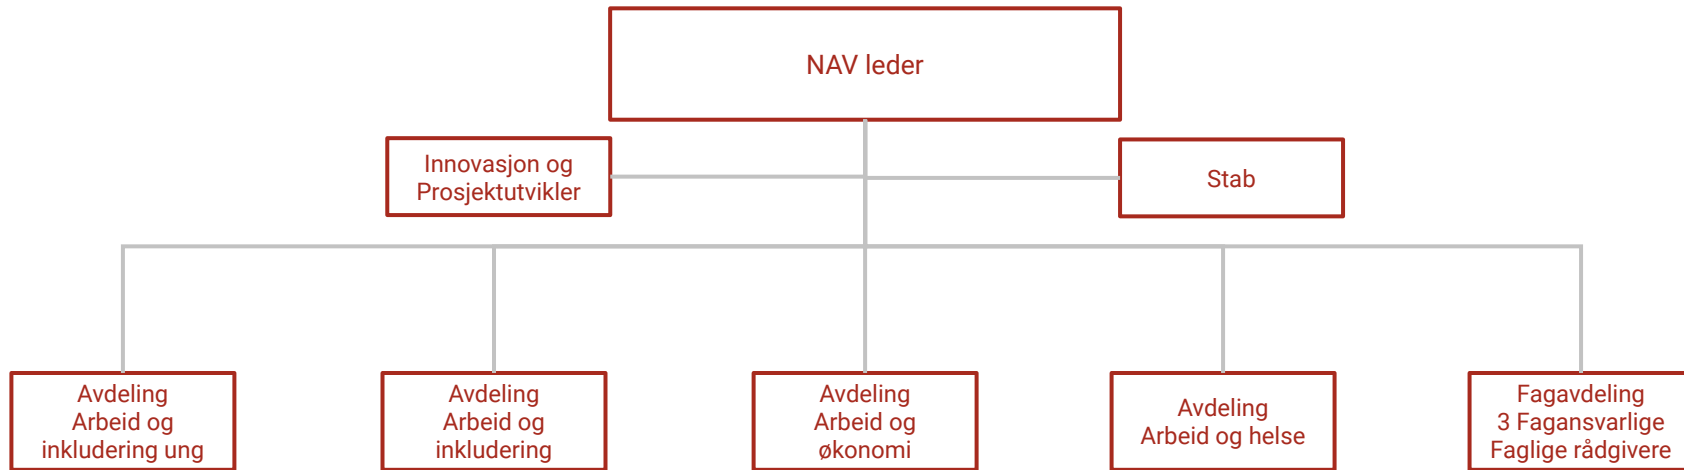 NAV leder
Innovasjon og
Prosjektutvikler
Stab
Avdeling
Arbeid og
inkludering ung
Avdeling
Arbeid og
inkludering
Avdeling
Arbeid og
økonomi
Avdeling
Arbeid og helse
Fagavdeling
3 Fagansvarlige
Faglige rådgivere